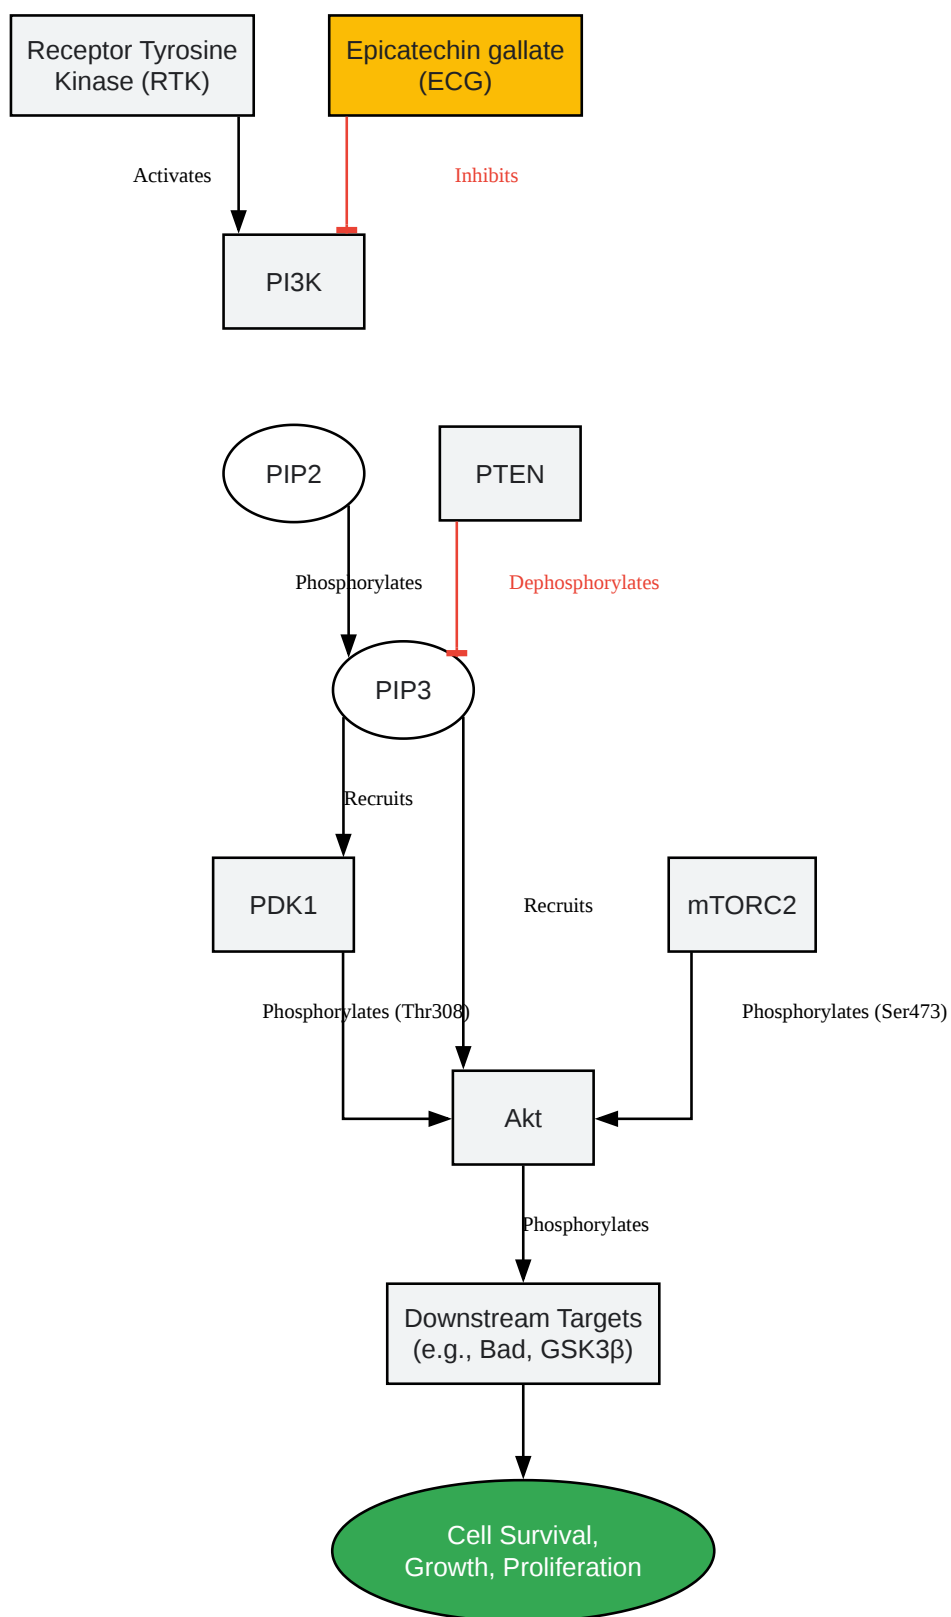 Receptor Tyrosine
Kinase (RTK)
Epicatechin gallate
(ECG)
Activates
Inhibits
PI3K
PIP2
PTEN
Phosphorylates
Dephosphorylates
PIP3
Recruits
PDK1
Recruits
mTORC2
Phosphorylates (Thr308)
Phosphorylates (Ser473)
Akt
Phosphorylates
Downstream Targets
(e.g., Bad, GSK3β)
Cell Survival,
Growth, Proliferation